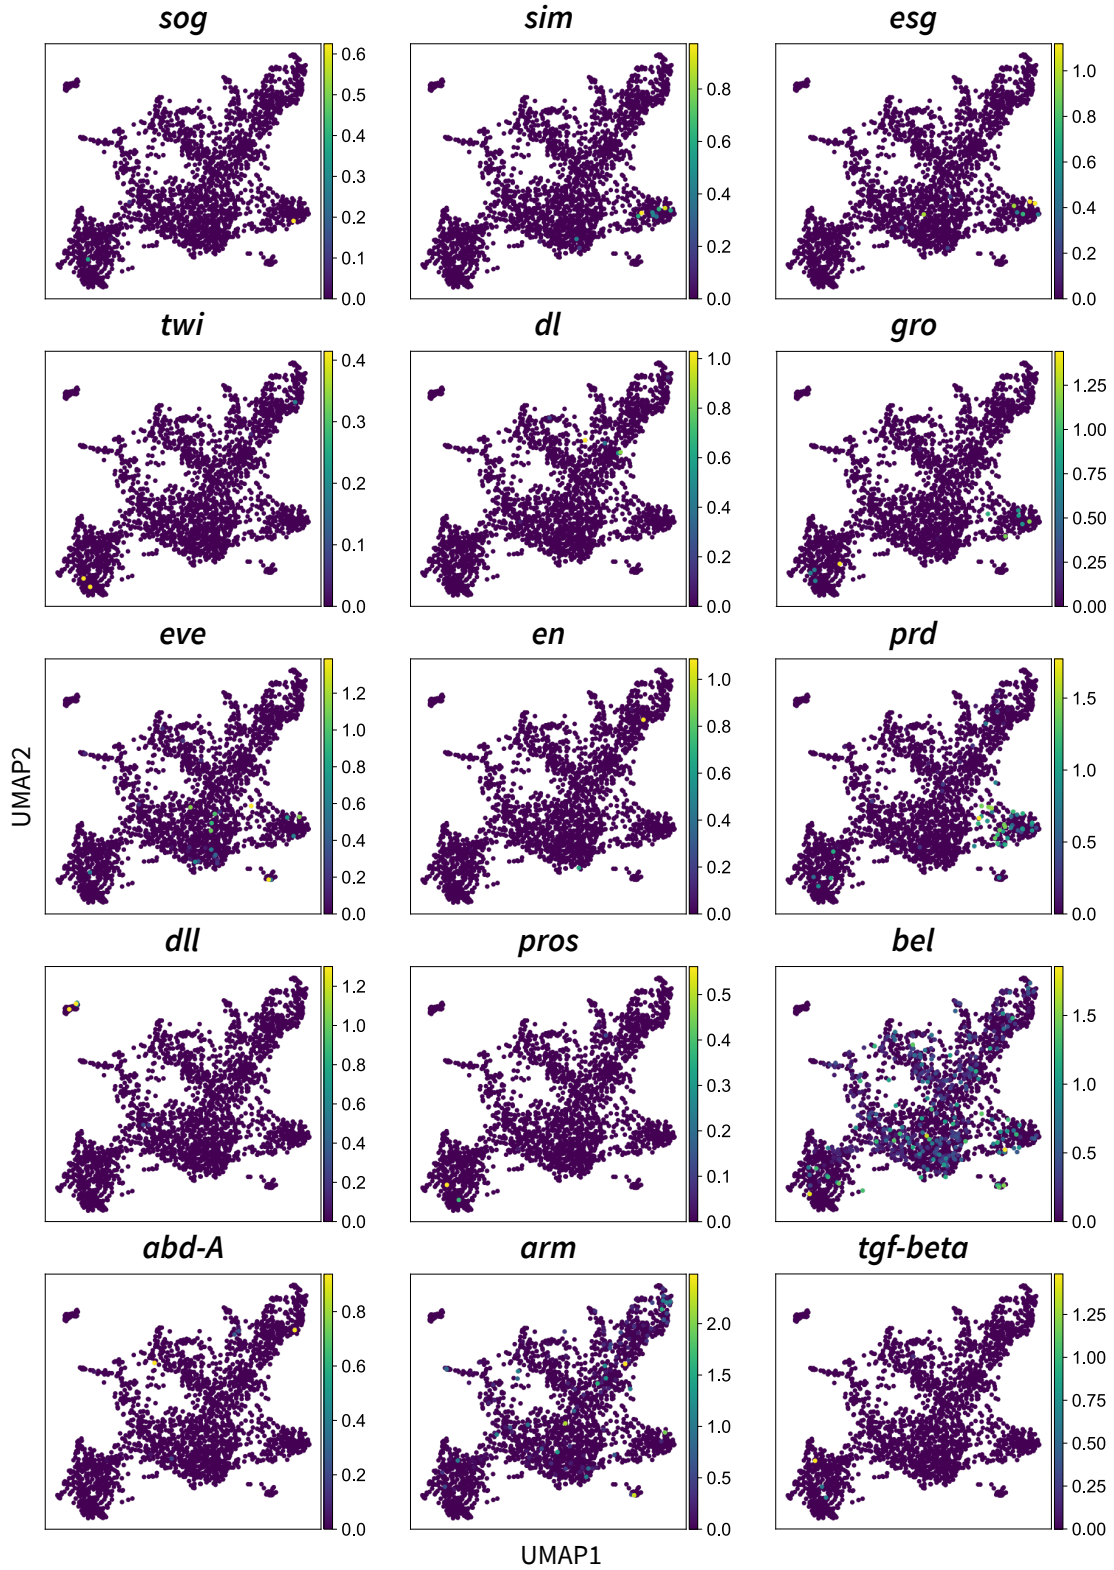 sog sim esg
0.6 0.5 0.4 0.3 0.2 0.1 0.0
0.8 0.6 0.4 0.2 0.0
1.0 0.8 0.6 0.4 0.2 0.0
twi dl gro
0.4 0.3 0.2 0.1 0.0
1.0 0.8 0.6 0.4 0.2 0.0
1.25 1.00 0.75 0.50 0.25 0.00
eve en prd
1.2 1.0 0.8 0.6 0.4 0.2 0.0
1.0 0.8 0.6 0.4 0.2 0.0
1.5 1.0 0.5 0.0
UMAP2
dll pros bel
1.2 1.0 0.8 0.6 0.4 0.2 0.0
0.5 0.4 0.3 0.2 0.1 0.0
1.5 1.0 0.5 0.0
abd-A arm tgf-beta
0.8 0.6 0.4 0.2 0.0
2.0 1.5 1.0 0.5 0.0
1.25 1.00 0.75 0.50 0.25 0.00
UMAP1